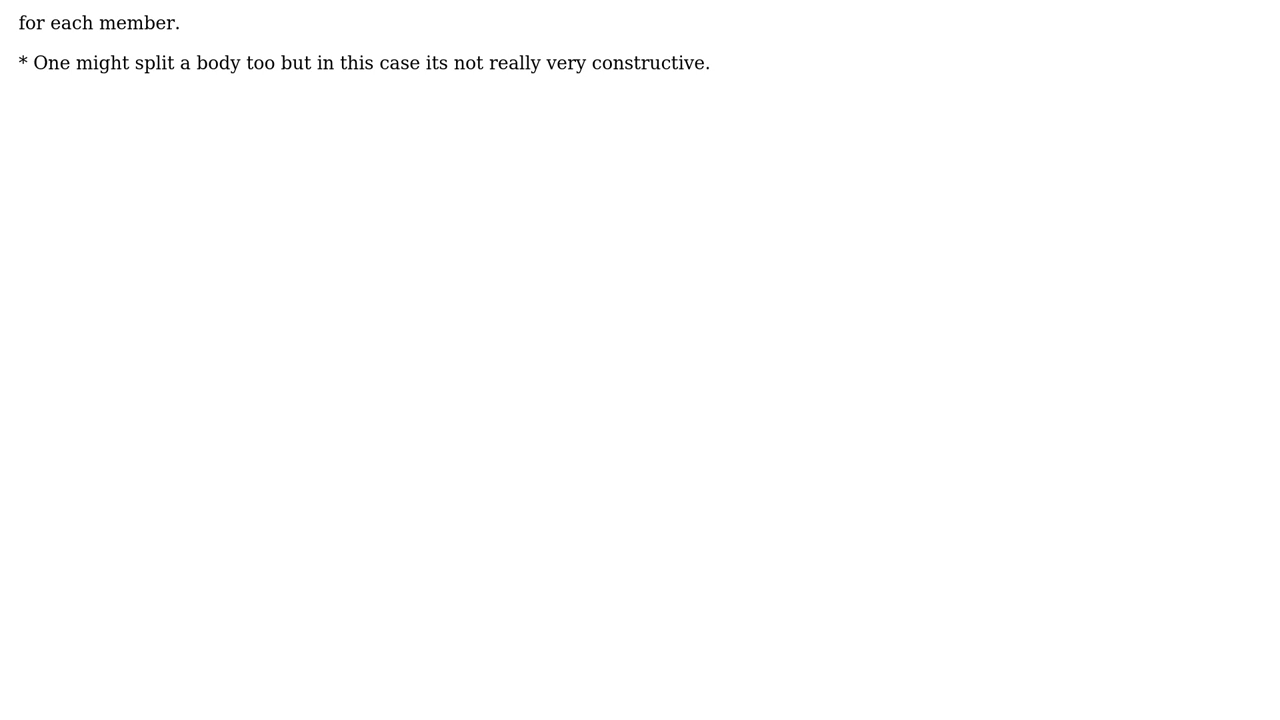 for each member.
* One might split a body too but in this case its not really very constructive.